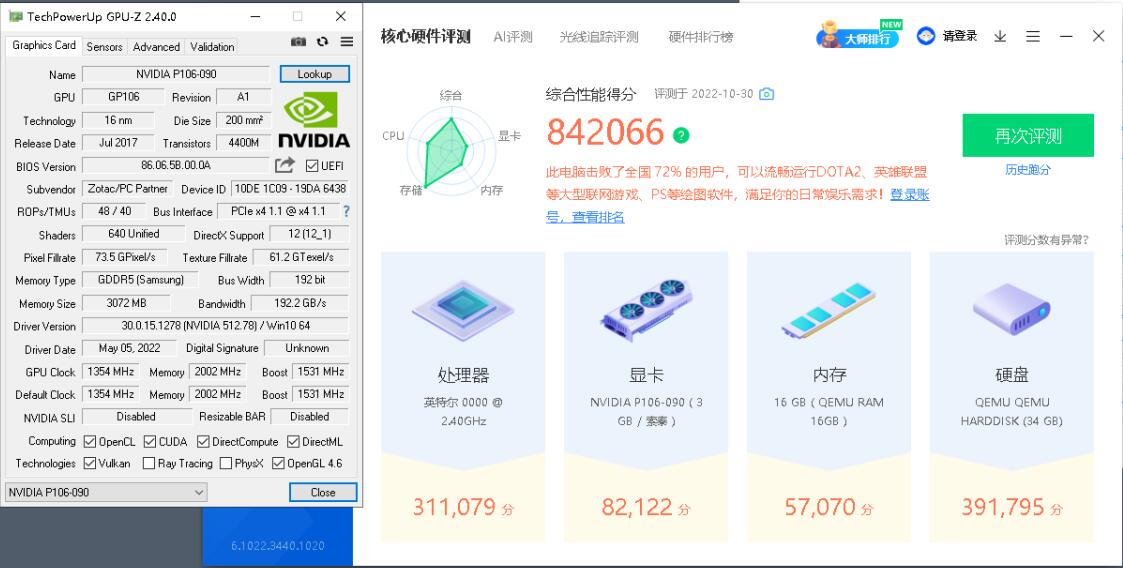 TechPowerUp GPU-Z 2.40.0
Graphics Card Sensors Advanced Validation
Name NVIDIA P106-090 Lookup
GPU GP106 Revision A1
Technology 16 nm Die Size 200 mm²
Release Date Jul 2017 Transistors 4400M
NVIDIA
BIOS Version 86.06.5B.00.0A UEFI
Subvendor Zotac/PC Partner Device ID 10DE 1C09 - 19DA 6438
ROPs/TMUs 48 / 40 Bus Interface PCIe x4 1.1 @ x4 1.1 ?
Shaders 640 Unified DirectX Support 12 (12_1)
Pixel Fillrate 73.5 GPixel/s Texture Fillrate 61.2 GTexel/s
Memory Type GDDR5 (Samsung) Bus Width 192 bit
Memory Size 3072 MB Bandwidth 192.2 GB/s
Driver Version 30.0.15.1278 (NVIDIA 512.78) / Win10 64
Driver Date May 05, 2022 Digital Signature Unknown
GPU Clock 1354 MHz Memory 2002 MHz Boost 1531 MHz
Default Clock 1354 MHz Memory 2002 MHz Boost 1531 MHz
NVIDIA SLI Disabled Resizable BAR Disabled
Computing OpenCL CUDA DirectCompute DirectML
Technologies Vulkan Ray Tracing PhysX OpenGL 4.6
NVIDIA P106-090 Close
6.1022.3440.1020
核心硬件评测 AI评测 光线追踪评测 硬件排行榜 大师排行 NEW 请登录
综合
CPU 显卡
存储 内存
综合性能得分 评测于 2022-10-30
842066 ?
此电脑击败了全国 72% 的用户，可以流畅运行DOTA2、英雄联盟
等大型联网游戏、PS等绘图软件，满足你的日常娱乐需求！登录账
号，查看排名
再次评测
历史跑分
评测分数有异常？
处理器
英特尔 0000 @
2.40GHz
311,079 分
显卡
NVIDIA P106-090 ( 3
GB / 索泰 )
82,122 分
内存
16 GB ( QEMU RAM
16GB )
57,070 分
硬盘
QEMU QEMU
HARDDISK (34 GB)
391,795 分